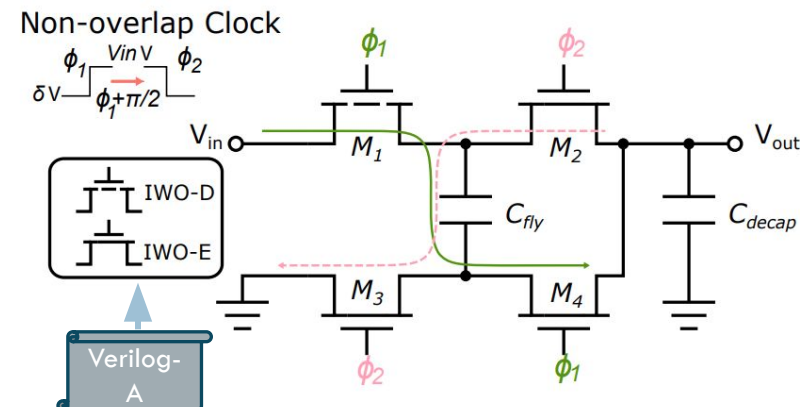 Non-overlap Clock
ϕ1 Vin V ϕ2
δV ϕ1+π/2
ϕ1 ϕ2
Vin M1 M2 Vout
IWO-D
IWO-E
Cfly Cdecap
M3 M4
ϕ2 ϕ1
Verilog-
A